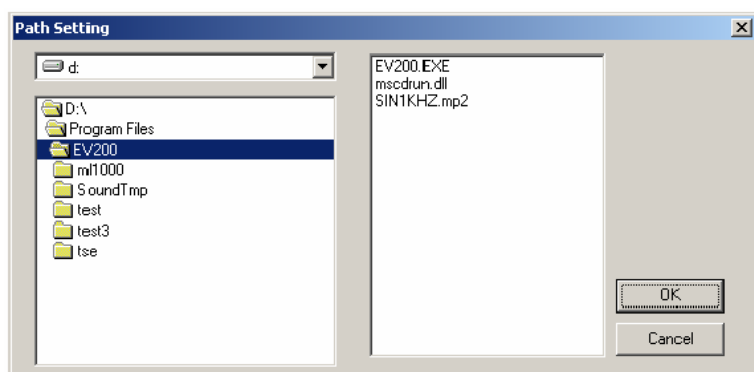 Path Setting
d:
D:\
Program Files
EV200
ml1000
SoundTmp
test
test3
tse
EV200.EXE
mscdrun.dll
SIN1KHZ.mp2
OK
Cancel